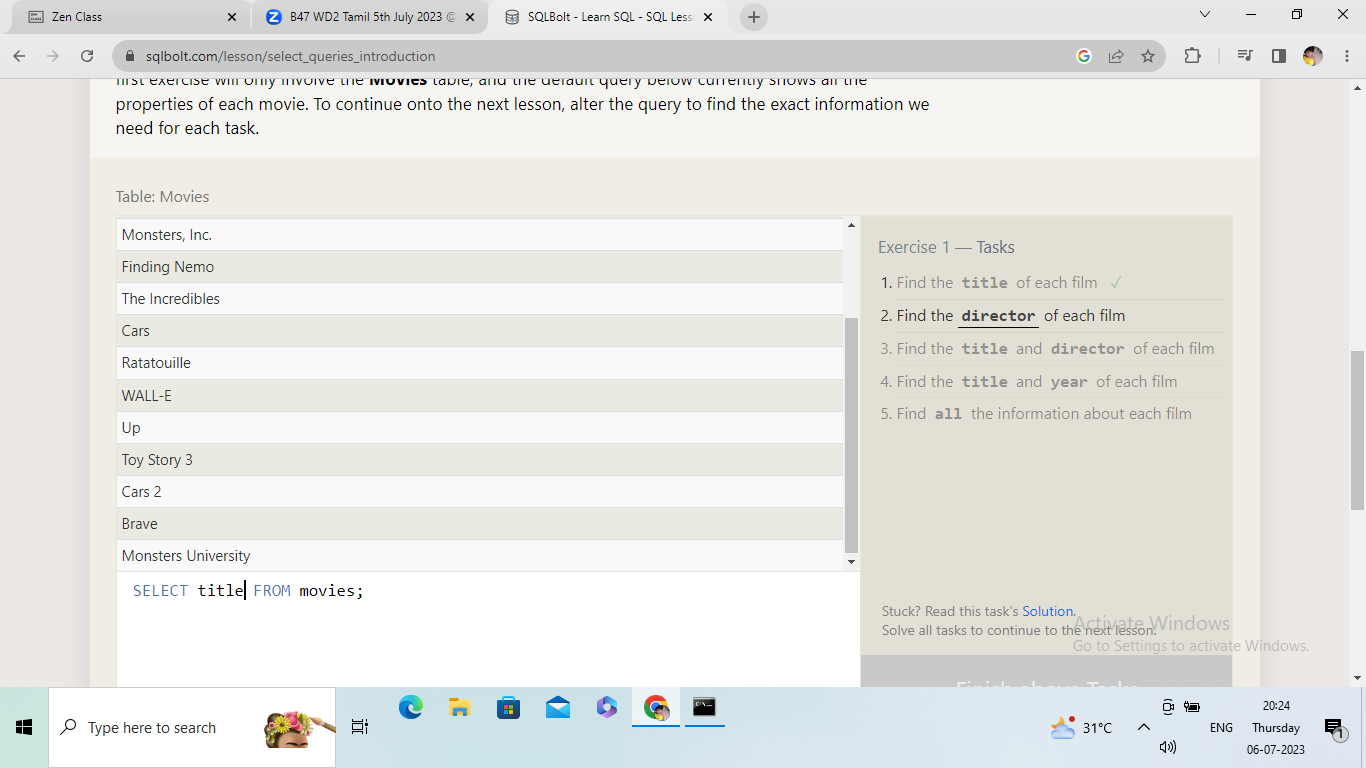 Zen Class
B47 WD2 Tamil 5th July 2023
SQLBolt - Learn SQL - SQL Less
sqlbolt.com/lesson/select_queries_introduction
first exercise will only involve the Movies table, and the default query below currently shows all the
properties of each movie. To continue onto the next lesson, alter the query to find the exact information we
need for each task.
Table: Movies
Monsters, Inc.
Finding Nemo
The Incredibles
Cars
Ratatouille
WALL-E
Up
Toy Story 3
Cars 2
Brave
Monsters University
SELECT title FROM movies;
Exercise 1 — Tasks
1. Find the title of each film ✓
2. Find the director of each film
3. Find the title and director of each film
4. Find the title and year of each film
5. Find all the information about each film
Stuck? Read this task's Solution.
Solve all tasks to continue to the next lesson.
Activate Windows
Go to Settings to activate Windows.
Finish above Tasks
Type here to search
31°C
ENG
20:24
Thursday
06-07-2023
1